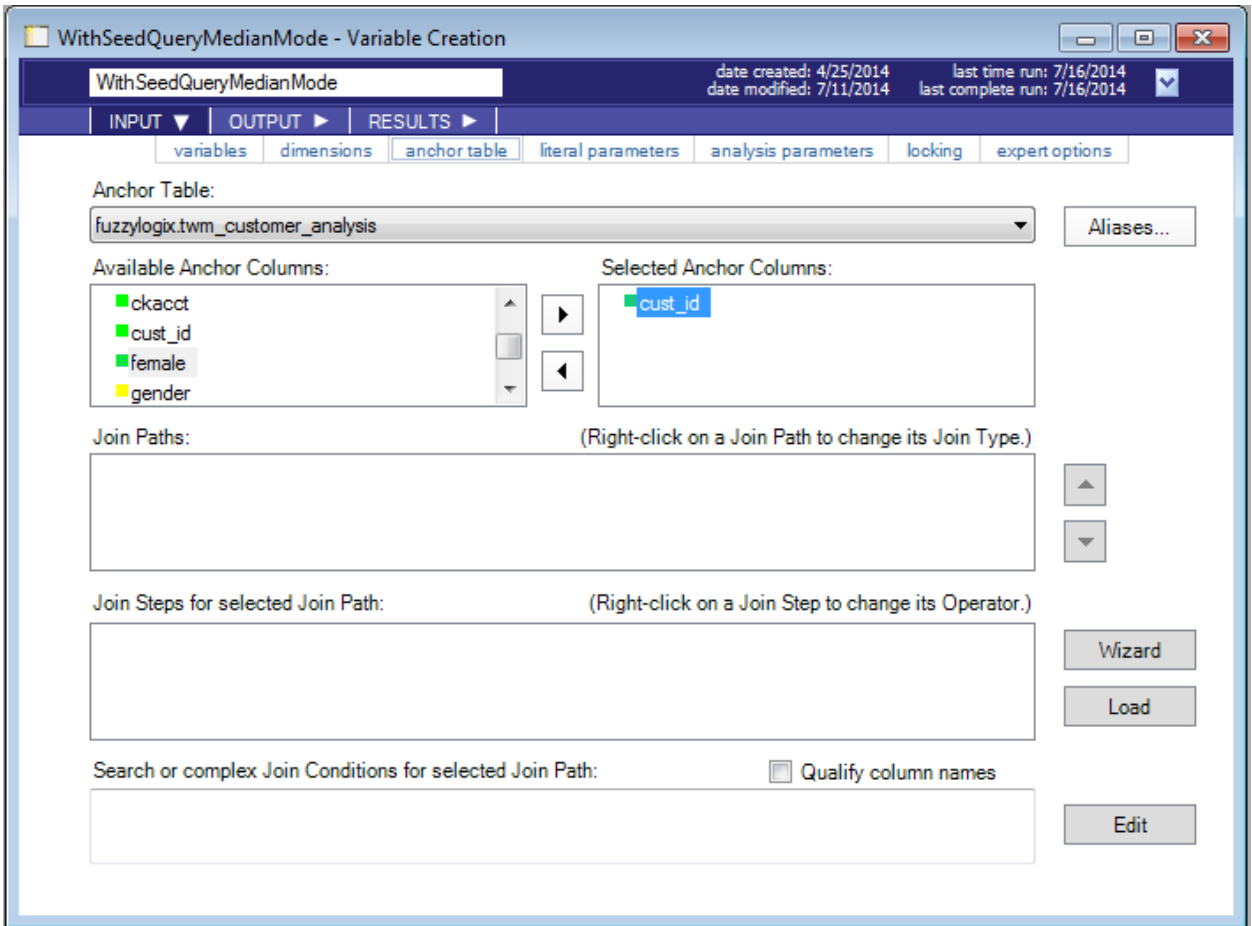 WithSeedQueryMedianMode - Variable Creation
WithSeedQueryMedianMode
date created: 4/25/2014 last time run: 7/16/2014
date modified: 7/11/2014 last complete run: 7/16/2014
INPUT ▼ OUTPUT ► RESULTS ►
variables dimensions anchor table literal parameters analysis parameters locking expert options
Anchor Table:
fuzzylogix.twm_customer_analysis
Aliases...
Available Anchor Columns: Selected Anchor Columns:
ckacct cust_id
cust_id
female
gender
Join Paths: (Right-click on a Join Path to change its Join Type.)
Join Steps for selected Join Path: (Right-click on a Join Step to change its Operator.)
Wizard
Load
Search or complex Join Conditions for selected Join Path: Qualify column names
Edit